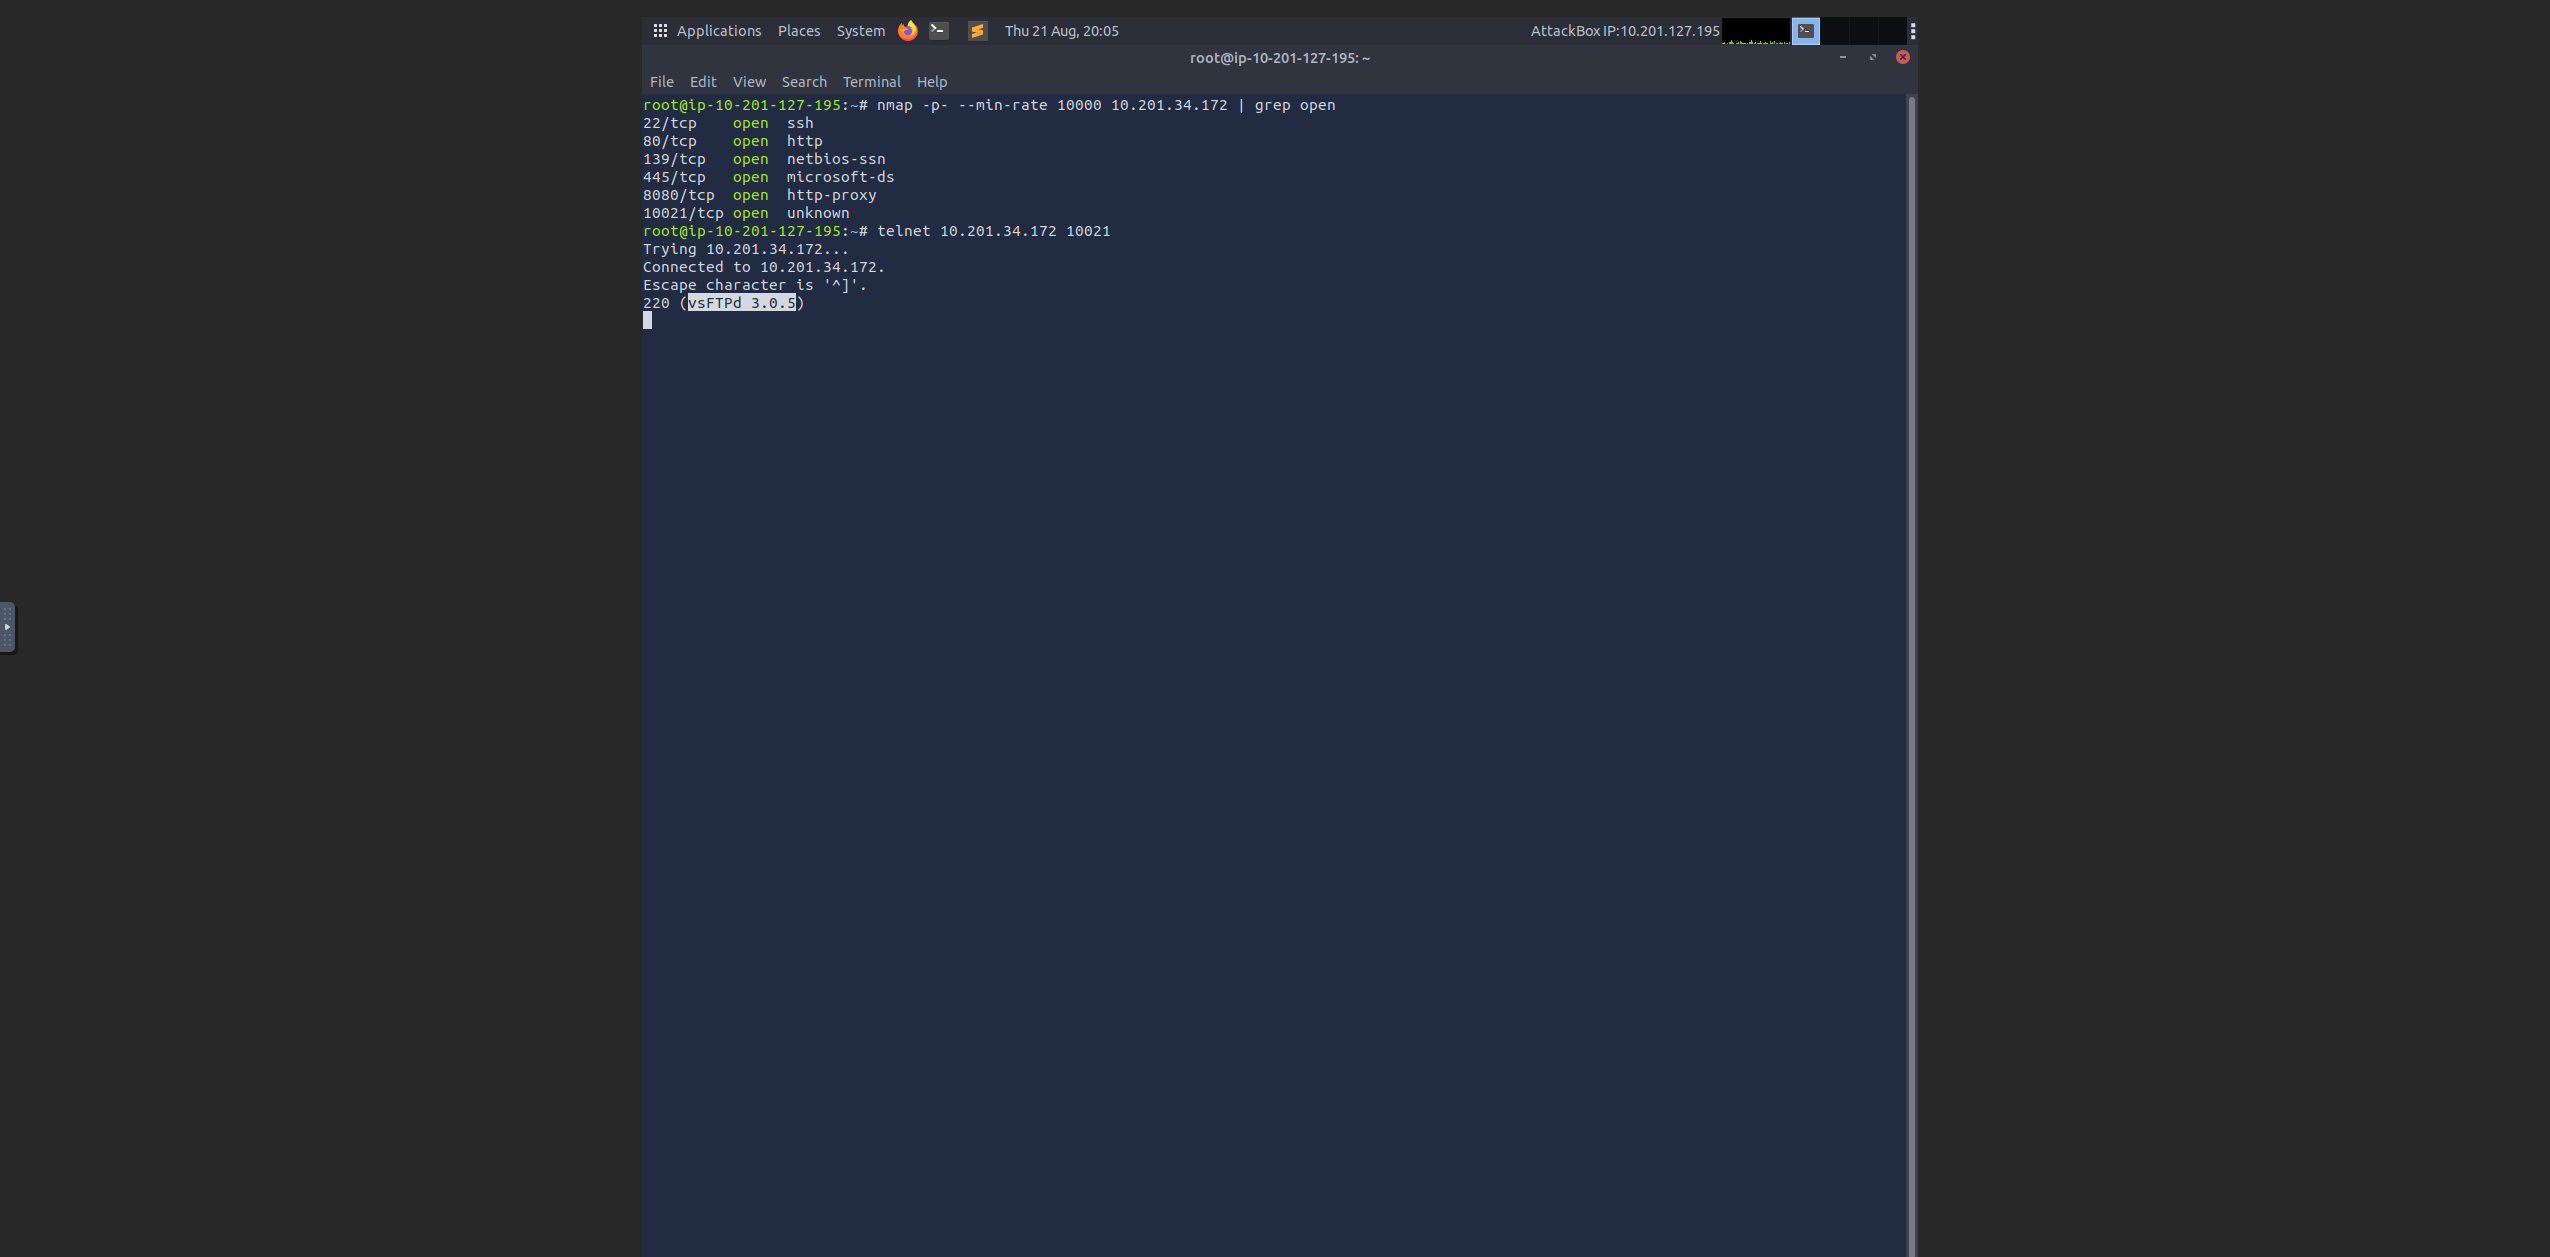 Applications Places System Thu 21 Aug, 20:05 AttackBox IP:10.201.127.195
root@ip-10-201-127-195: ~
File Edit View Search Terminal Help
root@ip-10-201-127-195:~# nmap -p- --min-rate 10000 10.201.34.172 | grep open
22/tcp    open  ssh
80/tcp    open  http
139/tcp   open  netbios-ssn
445/tcp   open  microsoft-ds
8080/tcp  open  http-proxy
10021/tcp open  unknown
root@ip-10-201-127-195:~# telnet 10.201.34.172 10021
Trying 10.201.34.172...
Connected to 10.201.34.172.
Escape character is '^]'.
220 (vsFTPd 3.0.5)